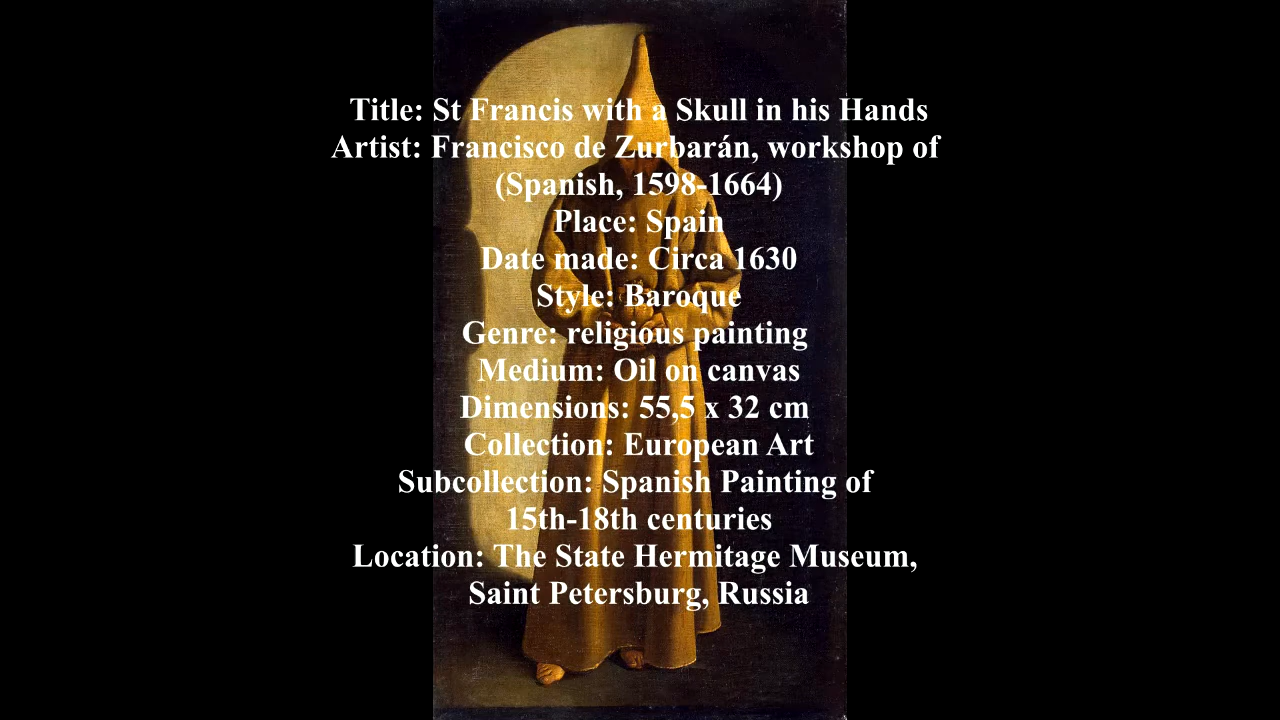 Title: St Francis with a Skull in his Hands
Artist: Francisco de Zurbarán, workshop of
(Spanish, 1598-1664)
Place: Spain
Date made: Circa 1630
Style: Baroque
Genre: religious painting
Medium: Oil on canvas
Dimensions: 55,5 x 32 cm
Collection: European Art
Subcollection: Spanish Painting of
15th-18th centuries
Location: The State Hermitage Museum,
Saint Petersburg, Russia